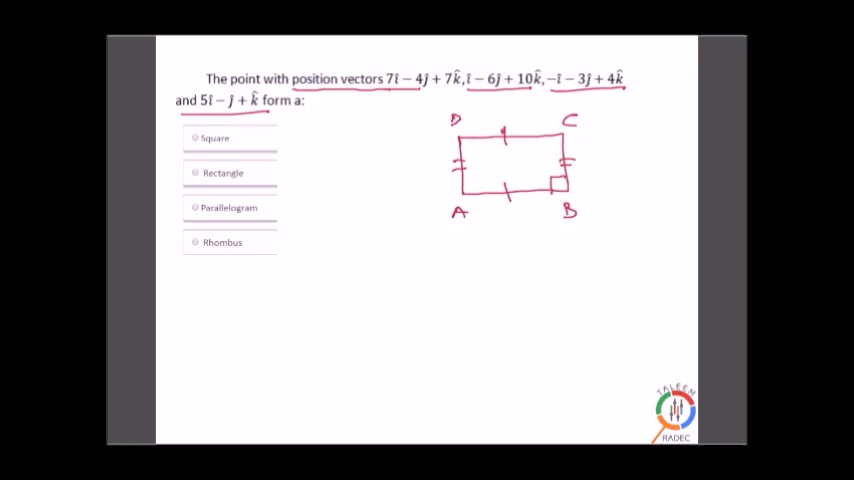 The point with position vectors 7î − 4ĵ + 7k̂, î − 6ĵ + 10k̂, −î − 3ĵ + 4k̂
and 5î − ĵ + k̂ form a:
Square
Rectangle
Parallelogram
Rhombus
D C
A B
TALEEM
RADEC